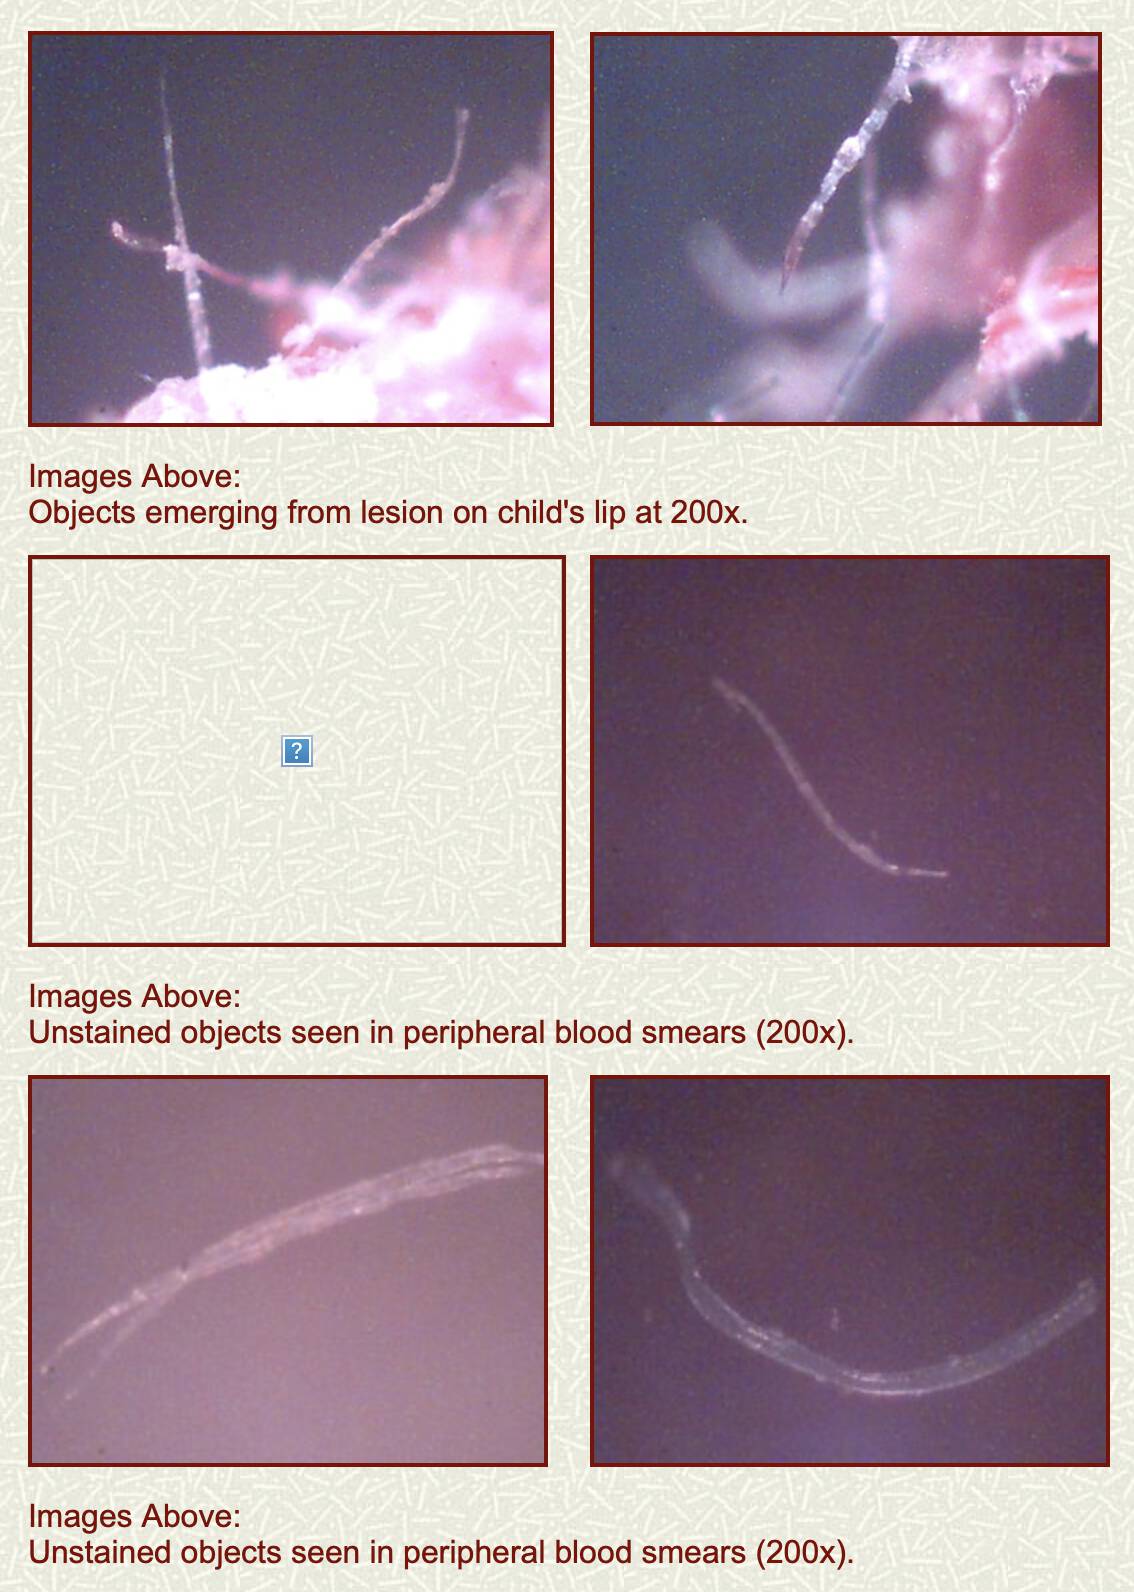 Images Above:
Objects emerging from lesion on child's lip at 200x.
?
Images Above:
Unstained objects seen in peripheral blood smears (200x).
Images Above:
Unstained objects seen in peripheral blood smears (200x).